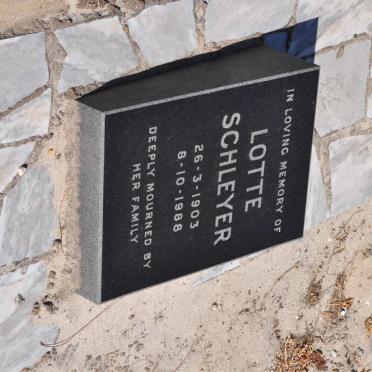 IN LOVING MEMORY OF
LOTTE
SCHLEYER
26·3·1903
8·10·1988
DEEPLY MOURNED BY
HER FAMILY